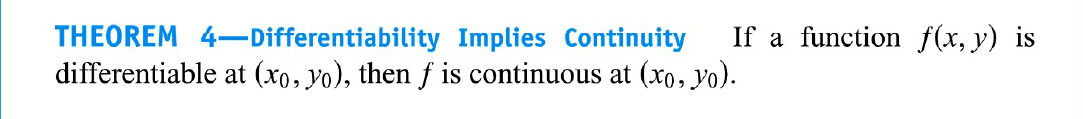 THEOREM 4—Differentiability Implies Continuity If a function f(x, y) is
differentiable at (x₀, y₀), then f is continuous at (x₀, y₀).